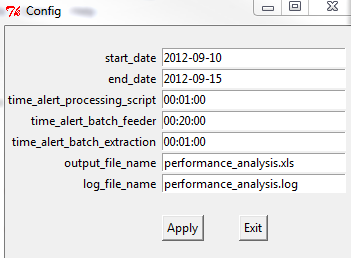 Config
start_date 2012-09-10
end_date 2012-09-15
time_alert_processing_script 00:01:00
time_alert_batch_feeder 00:20:00
time_alert_batch_extraction 00:01:00
output_file_name performance_analysis.xls
log_file_name performance_analysis.log
Apply Exit